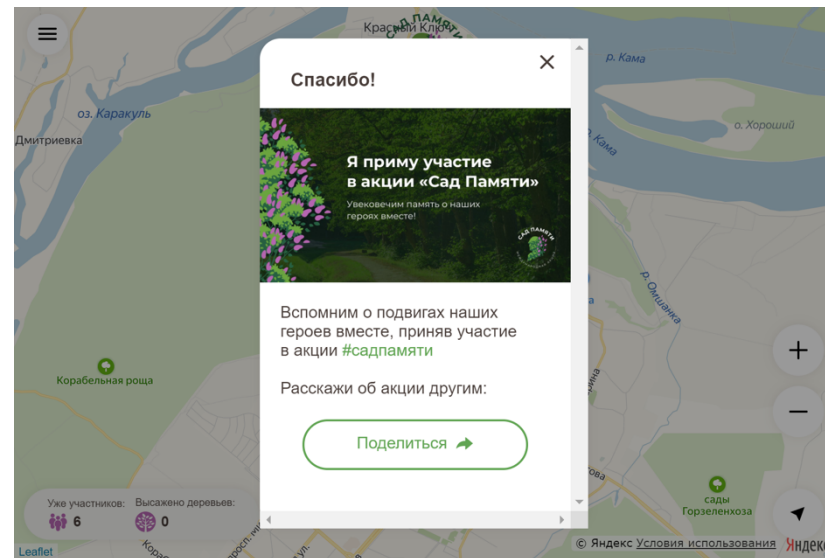 Красный Ключ
САД ПАМЯТИ
р. Кама
оз. Каракуль
Дмитриевка
о. Хороший
р. Кама
р. Омшанка
Корабельная роща
сады
Горзеленхоза
Спасибо!
Я приму участие
в акции «Сад Памяти»
Увековечим память о наших
героях вместе!
САД ПАМЯТИ
Вспомним о подвигах наших
героев вместе, приняв участие
в акции #садпамяти
Расскажи об акции другим:
Поделиться
Уже участников:
6
Высажено деревьев:
0
Leaflet
© Яндекс Условия использования
Яндекс